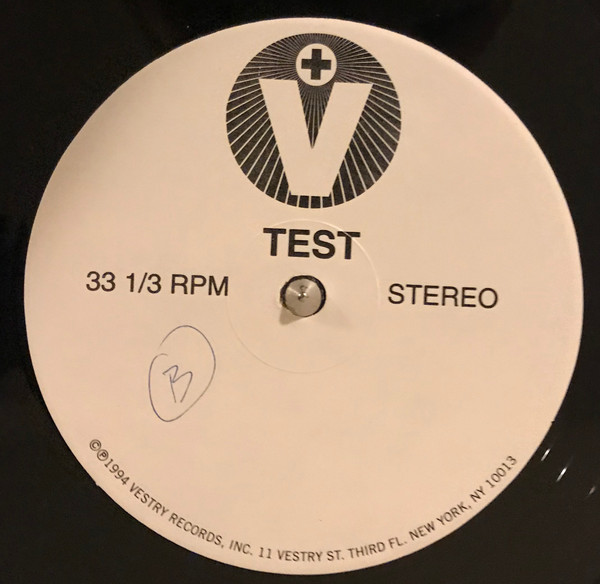 V
TEST
33 1/3 RPM
STEREO
B
©℗1994 VESTRY RECORDS, INC. 11 VESTRY ST. THIRD FL. NEW YORK, NY 10013